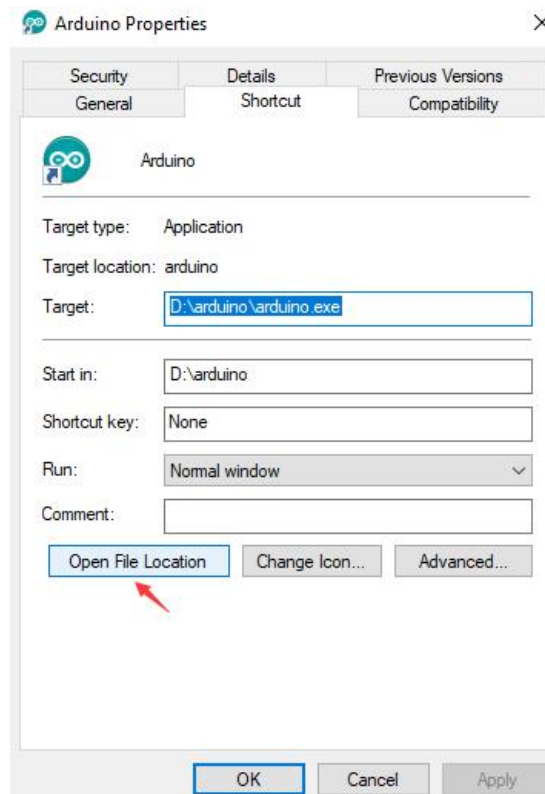 Arduino Properties
Security Details Previous Versions
General Shortcut Compatibility
Arduino
Target type: Application
Target location: arduino
Target: D:\arduino\arduino.exe
Start in: D:\arduino
Shortcut key: None
Run: Normal window
Comment:
Open File Location Change Icon... Advanced...
OK Cancel Apply